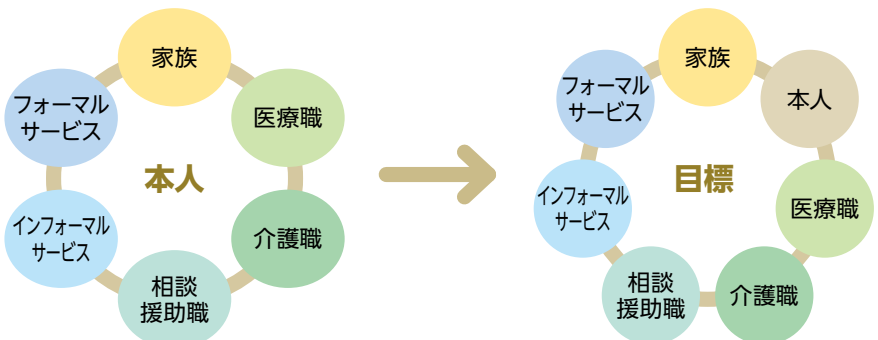 家族
フォーマル
サービス
医療職
本人
インフォーマル
サービス
介護職
相談
援助職
家族
フォーマル
サービス
本人
目標
インフォーマル
サービス
医療職
相談
援助職
介護職